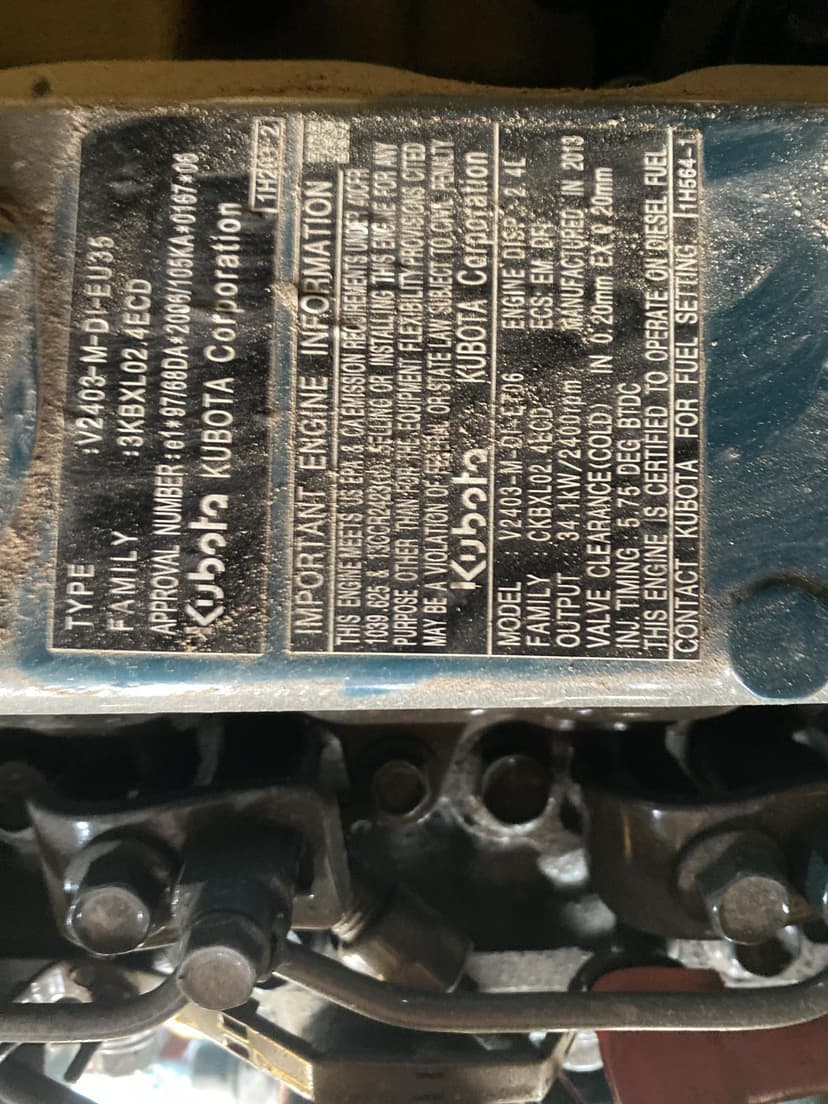 TYPE :V2403-M-DI-EU36
FAMILY :3KBXL02.4ECD
APPROVAL NUMBER:e1*97/68DA*2006/105KA*0167*06
Kubota KUBOTA Corporation
IMPORTANT ENGINE INFORMATION
THIS ENGINE MEETS US EPA & CA EMISSION REQUIREMENTS UNDER 40CFR
1039.625 & 13CCR2423(d). SELLING OR INSTALLING THIS ENGINE FOR ANY
PURPOSE OTHER THAN FOR THE EQUIPMENT FLEXIBILITY PROVISIONS CITED
MAY BE A VIOLATION OF FEDERAL OR STATE LAW SUBJECT TO CIVIL PENALTY
Kubota KUBOTA Corporation
MODEL : ENGINE DISP : 2.4L
FAMILY : CKBXL02.4ECD ECS: EM DFI
OUTPUT : 34.1kW/2400rpm MANUFACTURED IN 2013
VALVE CLEARANCE(COLD) : IN 0.20mm EX 0.20mm
INJ.TIMING 5.75 DEG BTDC
THIS ENGINE IS CERTIFIED TO OPERATE ON DIESEL FUEL
CONTACT KUBOTA FOR FUEL SETTING 1H564-1